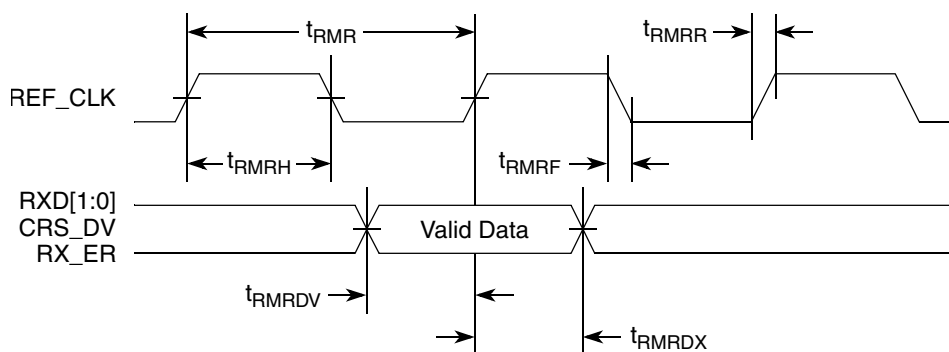 tRMR
tRMRR
REF_CLK
tRMRH
tRMRF
RXD[1:0]
CRS_DV
RX_ER
Valid Data
tRMRDV
tRMRDX